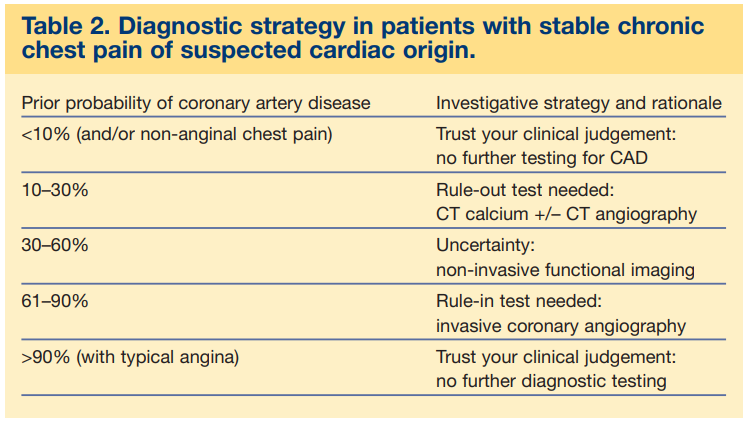 Table 2. Diagnostic strategy in patients with stable chronic
chest pain of suspected cardiac origin.
Prior probability of coronary artery disease Investigative strategy and rationale
<10% (and/or non-anginal chest pain) Trust your clinical judgement:
no further testing for CAD
10–30% Rule-out test needed:
CT calcium +/– CT angiography
30–60% Uncertainty:
non-invasive functional imaging
61–90% Rule-in test needed:
invasive coronary angiography
>90% (with typical angina) Trust your clinical judgement:
no further diagnostic testing